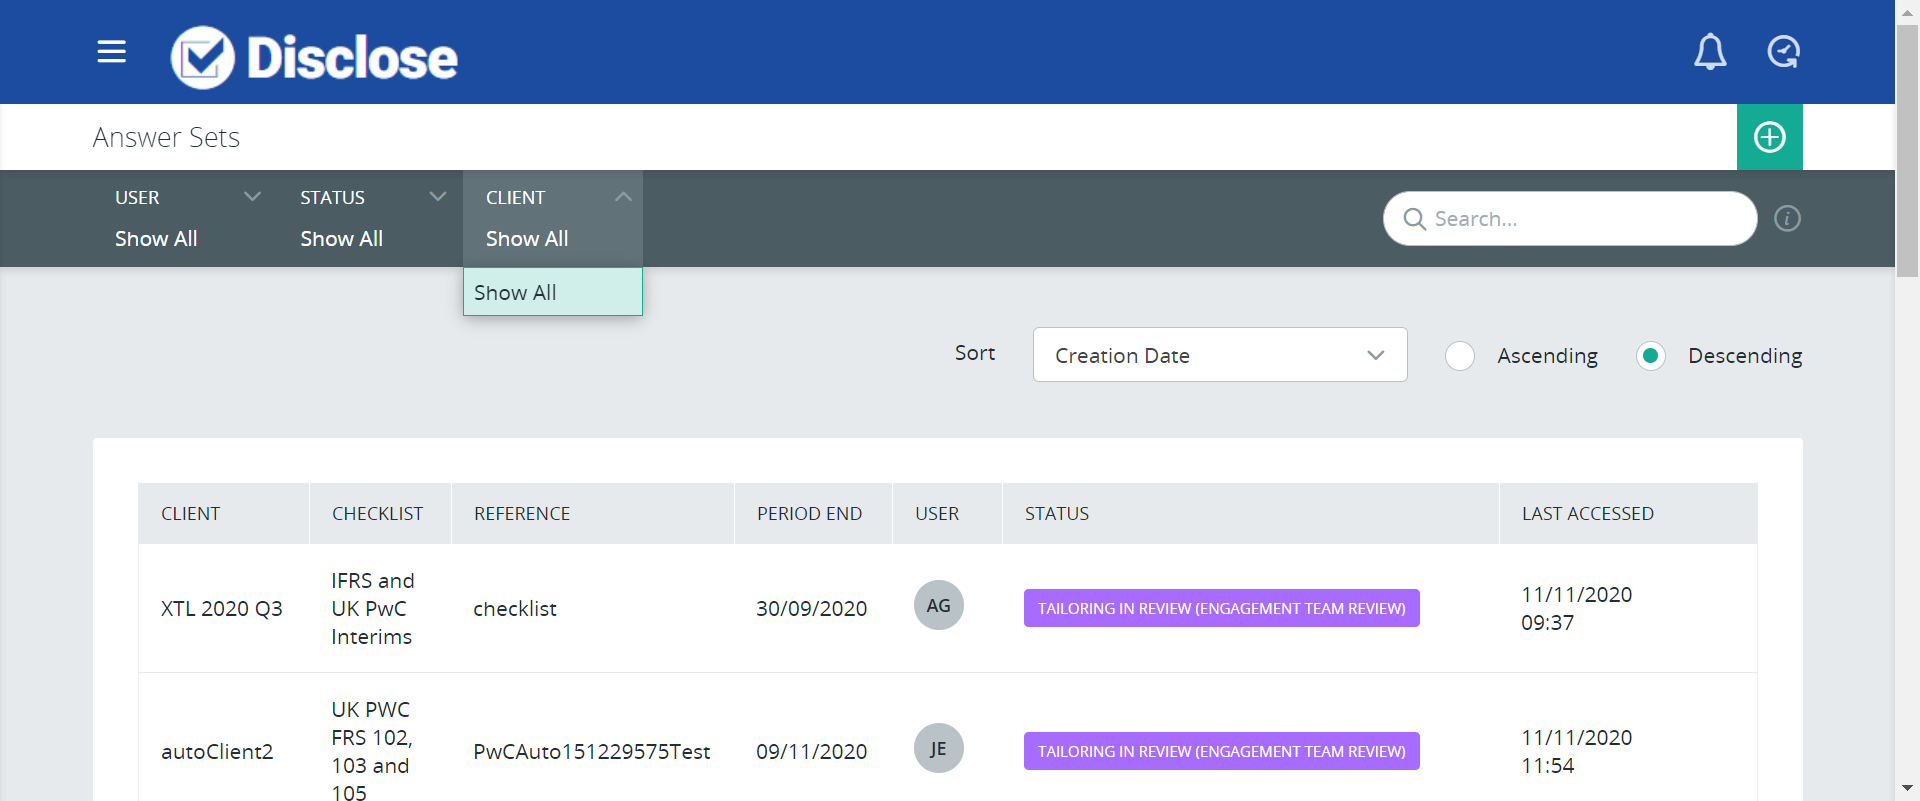 Disclose
Answer Sets
USER STATUS CLIENT
Show All Show All Show All
Search...
Show All
Sort Creation Date Ascending Descending
CLIENT CHECKLIST REFERENCE PERIOD END USER STATUS LAST ACCESSED
XTL 2020 Q3
IFRS and
UK PwC
Interims
checklist
30/09/2020
AG
TAILORING IN REVIEW (ENGAGEMENT TEAM REVIEW)
11/11/2020
09:37
autoClient2
UK PWC
FRS 102,
103 and
105
PwCAuto151229575Test
09/11/2020
JE
TAILORING IN REVIEW (ENGAGEMENT TEAM REVIEW)
11/11/2020
11:54